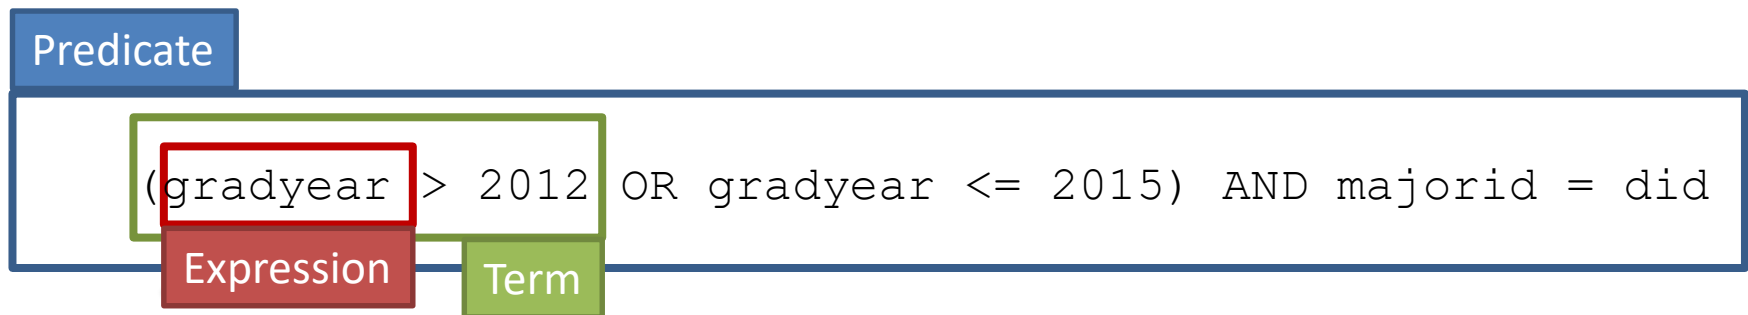 Predicate
(gradyear > 2012 OR gradyear <= 2015) AND majorid = did
Expression
Term